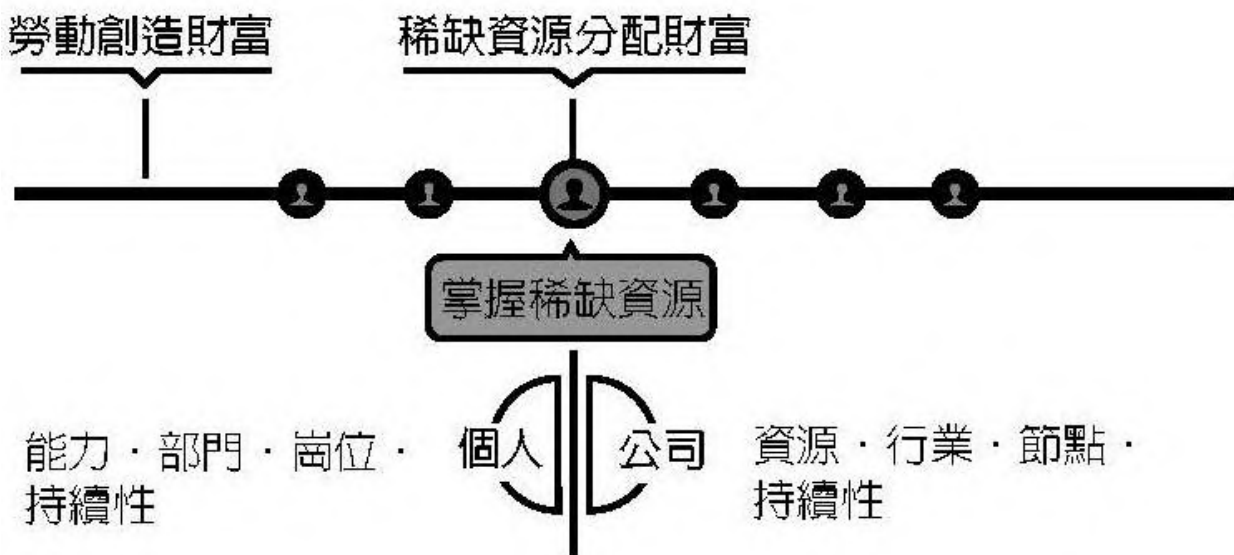 勞動創造財富
稀缺資源分配財富
掌握稀缺資源
能力・部門・崗位・
持續性
個人
公司
資源・行業・節點・
持續性